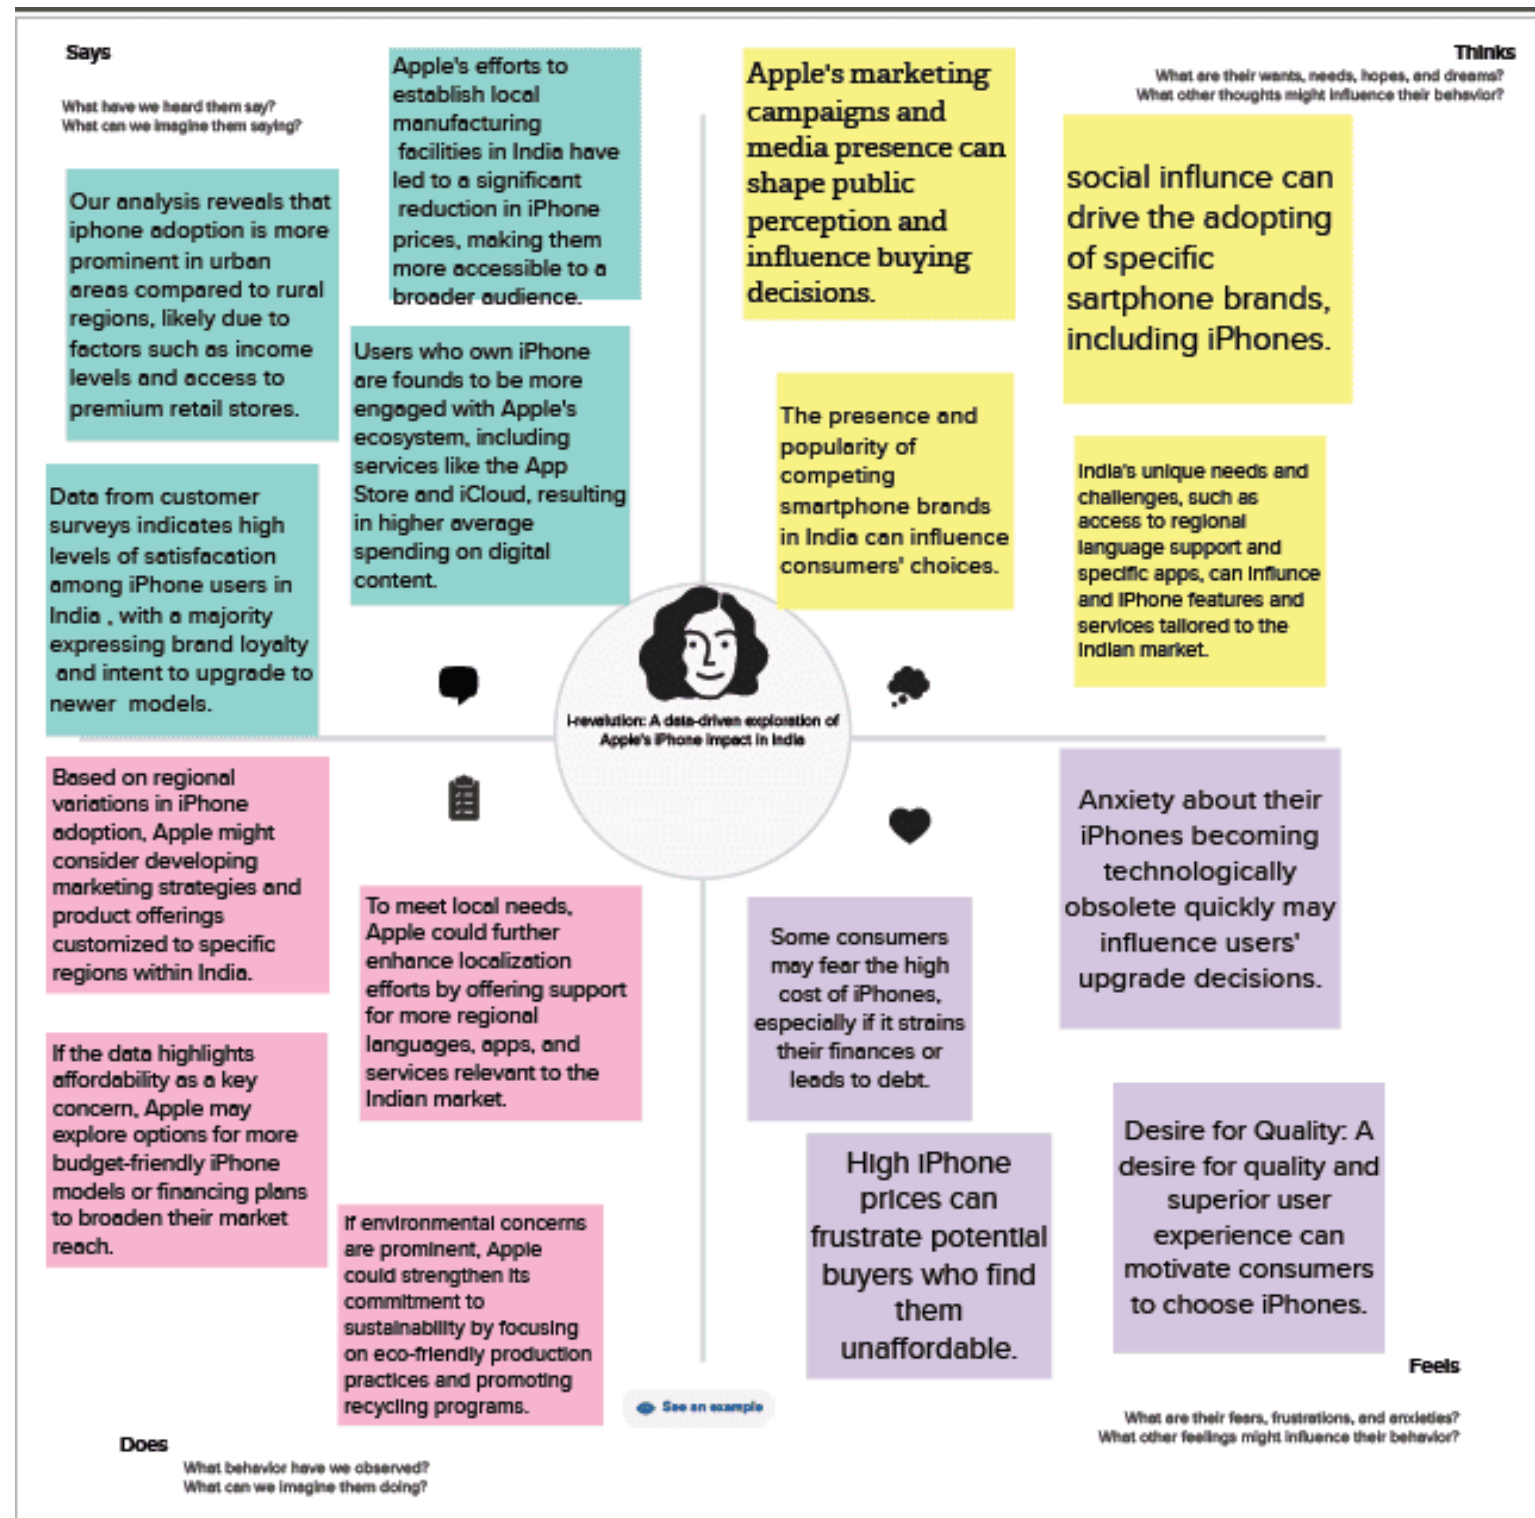 Says
What have we heard them say?
What can we imagine them saying?
Apple's efforts to
establish local
manufacturing
facilities in India have
led to a significant
reduction in iPhone
prices, making them
more accessible to a
broader audience.
Our analysis reveals that
iphone adoption is more
prominent in urban
areas compared to rural
regions, likely due to
factors such as income
levels and access to
premium retail stores.
Users who own iPhone
are founds to be more
engaged with Apple's
ecosystem, including
services like the App
Store and iCloud, resulting
in higher average
spending on digital
content.
Data from customer
surveys indicates high
levels of satisfacation
among iPhone users in
India , with a majority
expressing brand loyalty
and intent to upgrade to
newer models.
Thinks
What are their wants, needs, hopes, and dreams?
What other thoughts might influence their behavior?
Apple's marketing
campaigns and
media presence can
shape public
perception and
influence buying
decisions.
social influnce can
drive the adopting
of specific
sartphone brands,
including iPhones.
The presence and
popularity of
competing
smartphone brands
in India can influence
consumers' choices.
India's unique needs and
challenges, such as
access to regional
language support and
specific apps, can influnce
and iPhone features and
services tailored to the
Indian market.
i-revolution: A data-driven exploration of
Apple's iPhone impact in India
Based on regional
variations in iPhone
adoption, Apple might
consider developing
marketing strategies and
product offerings
customized to specific
regions within India.
To meet local needs,
Apple could further
enhance localization
efforts by offering support
for more regional
languages, apps, and
services relevant to the
Indian market.
If the data highlights
affordability as a key
concern, Apple may
explore options for more
budget-friendly iPhone
models or financing plans
to broaden their market
reach.
If environmental concerns
are prominent, Apple
could strengthen its
commitment to
sustainability by focusing
on eco-friendly production
practices and promoting
recycling programs.
Does
What behavior have we observed?
What can we imagine them doing?
Anxiety about their
iPhones becoming
technologically
obsolete quickly may
influence users'
upgrade decisions.
Some consumers
may fear the high
cost of iPhones,
especially if it strains
their finances or
leads to debt.
High iPhone
prices can
frustrate potential
buyers who find
them
unaffordable.
Desire for Quality: A
desire for quality and
superior user
experience can
motivate consumers
to choose iPhones.
Feels
What are their fears, frustrations, and anxieties?
What other feelings might influence their behavior?
See an example